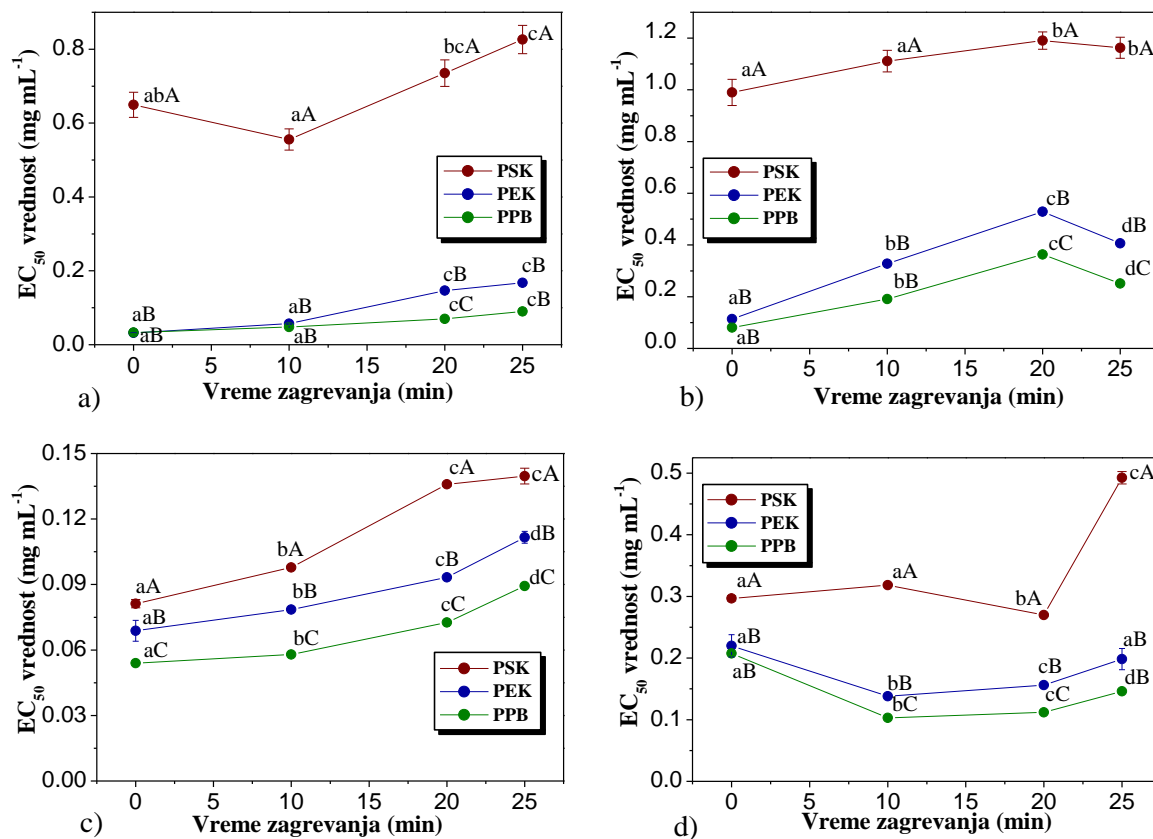 EC50 vrednost (mg mL-1)
0.8
0.6
0.4
0.2
0.0
abA
aA
bcA
cA
PSK
PEK
PPB
aB
aB
aB
aB
cB
cC
cB
cB
0 5 10 15 20 25
Vreme zagrevanja (min)
a)
EC50 vrednost (mg mL-1)
1.2
1.0
0.8
0.6
0.4
0.2
0.0
aA
aA
bA
bA
PSK
PEK
PPB
aB
bB
cB
dB
aB
bB
cC
dC
0 5 10 15 20 25
Vreme zagrevanja (min)
b)
EC50 vrednost (mg mL-1)
0.15
0.12
0.09
0.06
0.03
0.00
aA
bA
cA
cA
aB
bB
cB
dB
aC
bC
cC
dC
PSK
PEK
PPB
0 5 10 15 20 25
Vreme zagrevanja (min)
c)
EC50 vrednost (mg mL-1)
0.5
0.4
0.3
0.2
0.1
0.0
PSK
PEK
PPB
aA
aA
bA
cA
aB
bB
cB
aB
aB
bC
cC
dB
0 5 10 15 20 25
Vreme zagrevanja (min)
d)